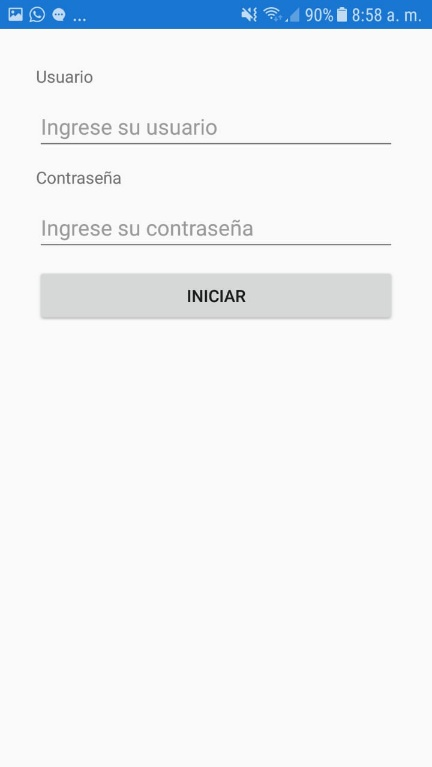 ... 90% 8:58 a. m.
Usuario
Ingrese su usuario
Contraseña
Ingrese su contraseña
INICIAR